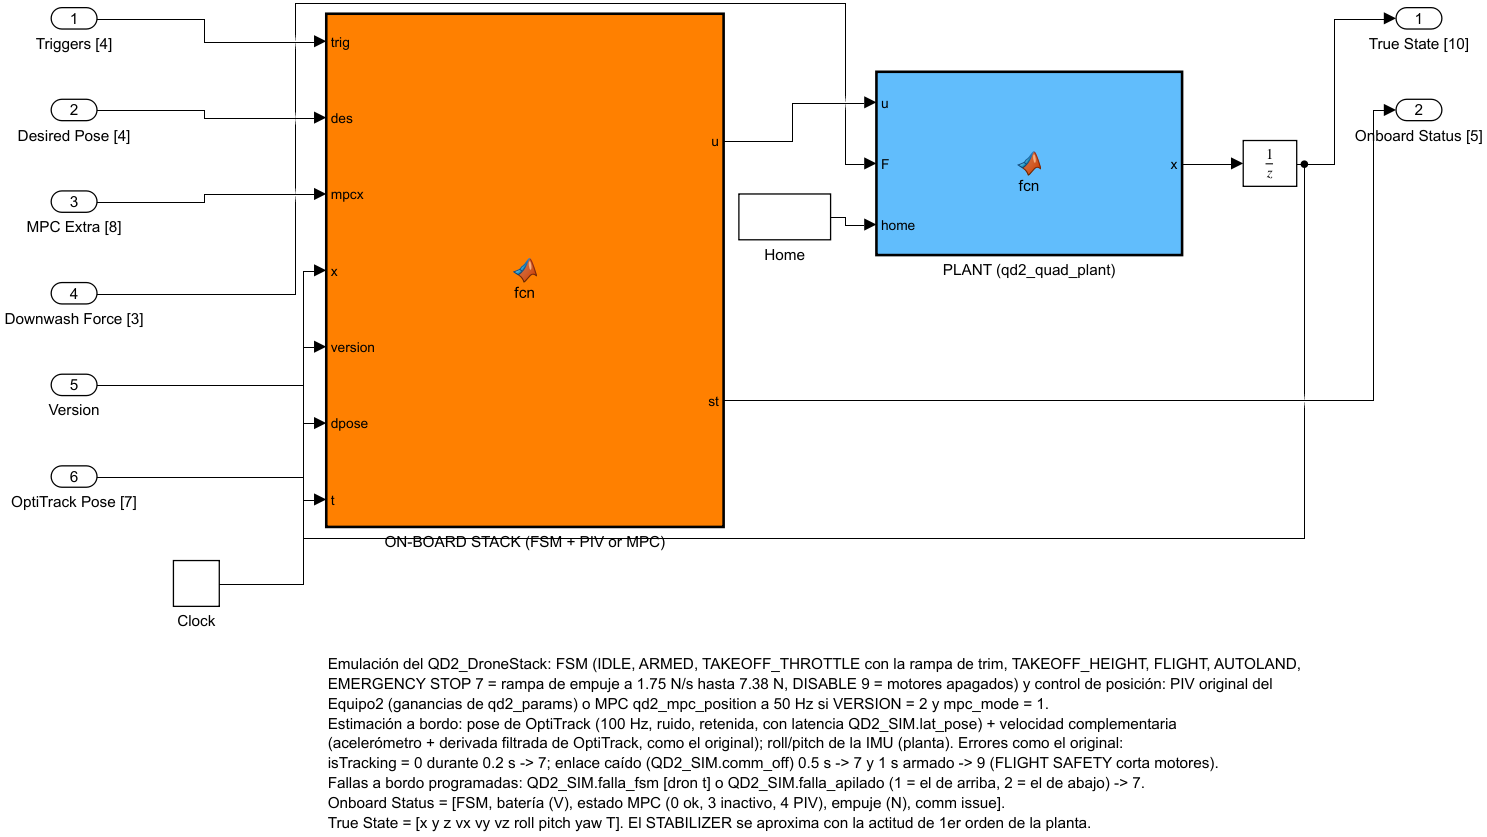 1
Triggers [4]
2
Desired Pose [4]
3
MPC Extra [8]
4
Downwash Force [3]
5
Version
6
OptiTrack Pose [7]
Clock
trig
des
mpcx
x
version
dpose
t
fcn
u
st
ON-BOARD STACK (FSM + PIV or MPC)
Home
u
F
home
fcn
x
PLANT (qd2_quad_plant)
1
z
1
True State [10]
2
Onboard Status [5]
Emulación del QD2_DroneStack: FSM (IDLE, ARMED, TAKEOFF_THROTTLE con la rampa de trim, TAKEOFF_HEIGHT, FLIGHT, AUTOLAND,
EMERGENCY STOP 7 = rampa de empuje a 1.75 N/s hasta 7.38 N, DISABLE 9 = motores apagados) y control de posición: PIV original del
Equipo2 (ganancias de qd2_params) o MPC qd2_mpc_position a 50 Hz si VERSION = 2 y mpc_mode = 1.
Estimación a bordo: pose de OptiTrack (100 Hz, ruido, retenida, con latencia QD2_SIM.lat_pose) + velocidad complementaria
(acelerómetro + derivada filtrada de OptiTrack, como el original); roll/pitch de la IMU (planta). Errores como el original:
isTracking = 0 durante 0.2 s -> 7; enlace caído (QD2_SIM.comm_off) 0.5 s -> 7 y 1 s armado -> 9 (FLIGHT SAFETY corta motores).
Fallas a bordo programadas: QD2_SIM.falla_fsm [dron t] o QD2_SIM.falla_apilado (1 = el de arriba, 2 = el de abajo) -> 7.
Onboard Status = [FSM, batería (V), estado MPC (0 ok, 3 inactivo, 4 PIV), empuje (N), comm issue].
True State = [x y z vx vy vz roll pitch yaw T]. El STABILIZER se aproxima con la actitud de 1er orden de la planta.